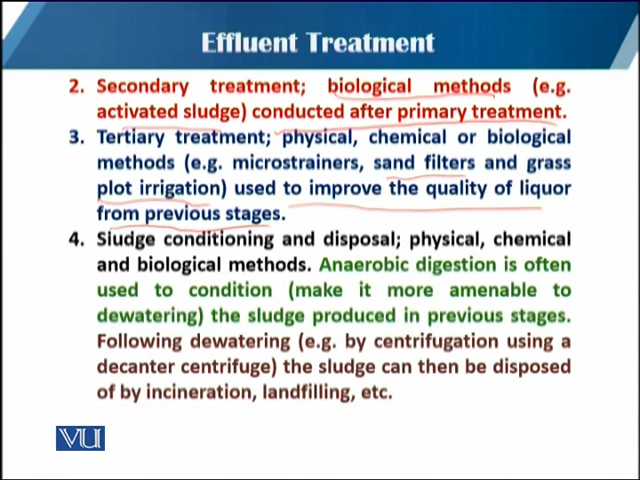 Effluent Treatment
2. Secondary treatment; biological methods (e.g.
activated sludge) conducted after primary treatment.
3. Tertiary treatment; physical, chemical or biological
methods (e.g. microstrainers, sand filters and grass
plot irrigation) used to improve the quality of liquor
from previous stages.
4. Sludge conditioning and disposal; physical, chemical
and biological methods. Anaerobic digestion is often
used to condition (make it more amenable to
dewatering) the sludge produced in previous stages.
Following dewatering (e.g. by centrifugation using a
decanter centrifuge) the sludge can then be disposed
of by incineration, landfilling, etc.
VU